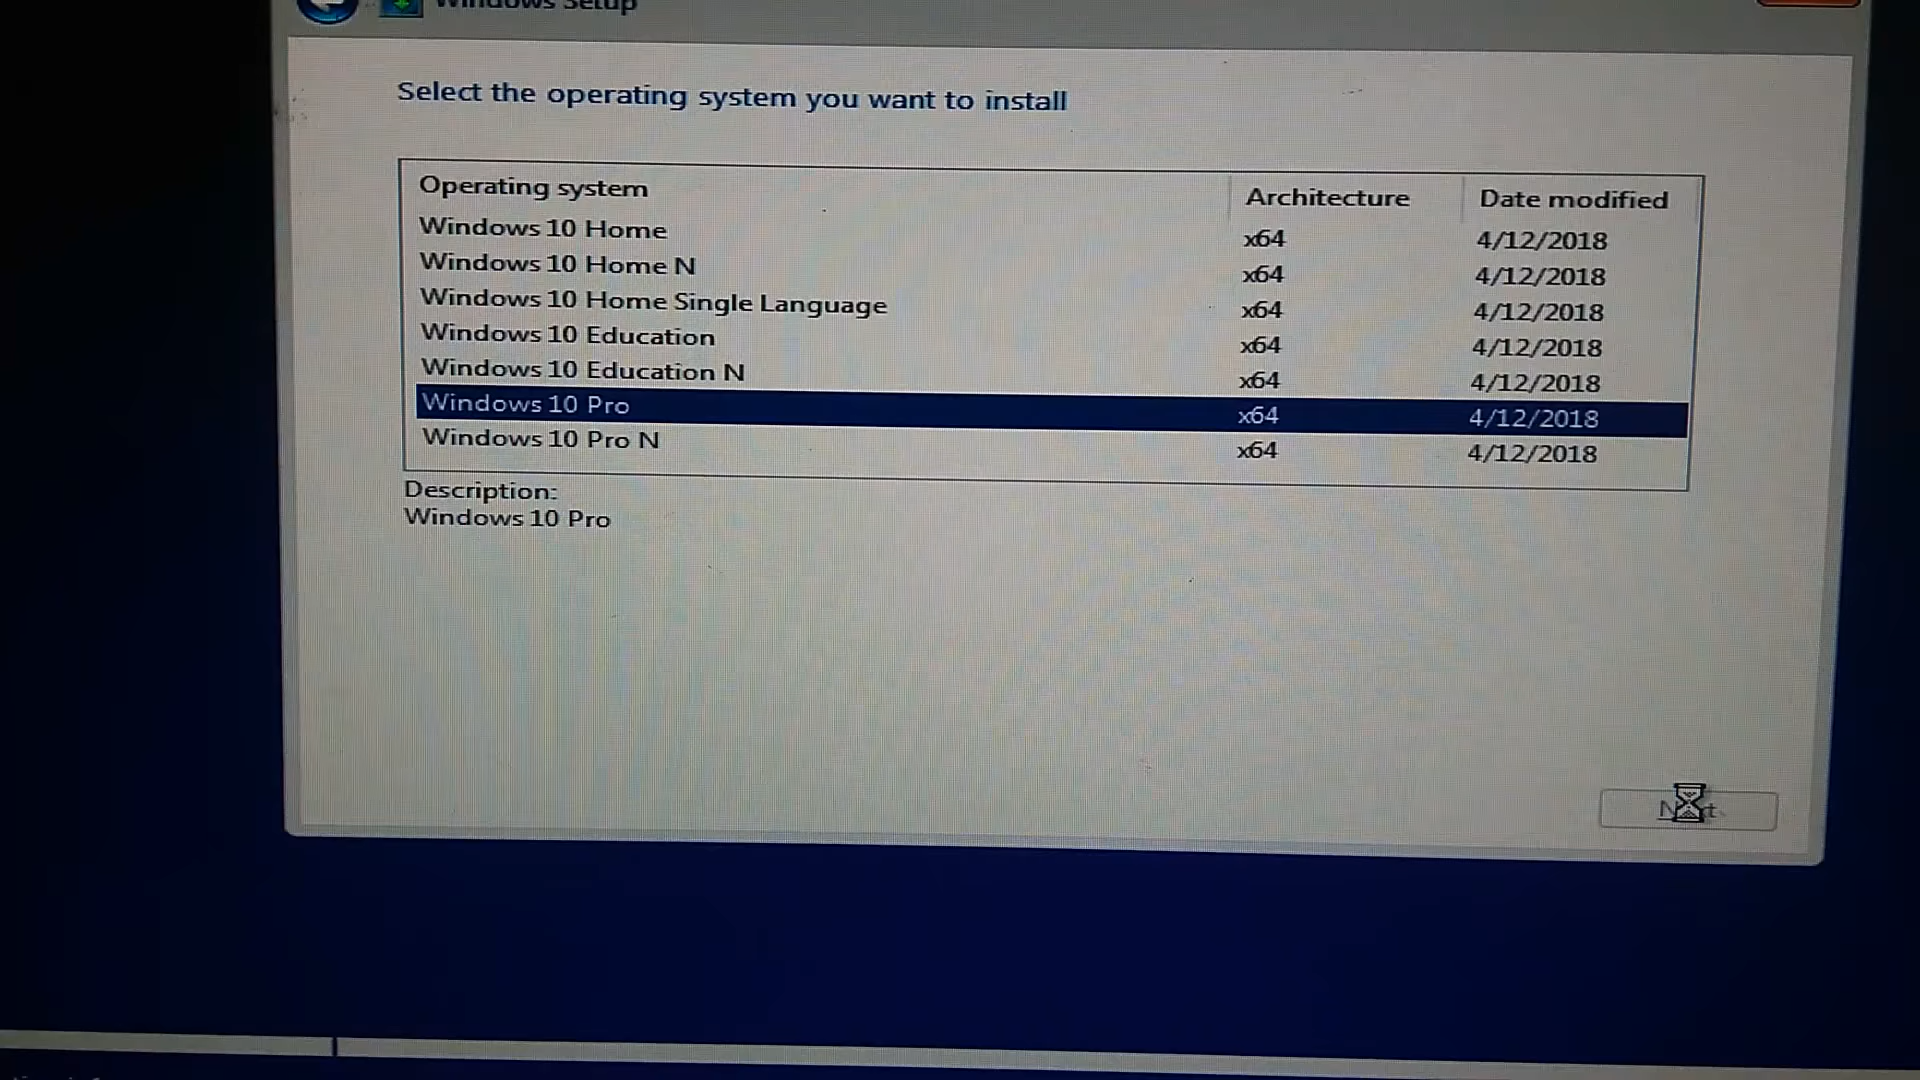 Windows Setup
Select the operating system you want to install
Operating system Architecture Date modified
Windows 10 Home x64 4/12/2018
Windows 10 Home N x64 4/12/2018
Windows 10 Home Single Language x64 4/12/2018
Windows 10 Education x64 4/12/2018
Windows 10 Education N x64 4/12/2018
Windows 10 Pro x64 4/12/2018
Windows 10 Pro N x64 4/12/2018
Description:
Windows 10 Pro
Next